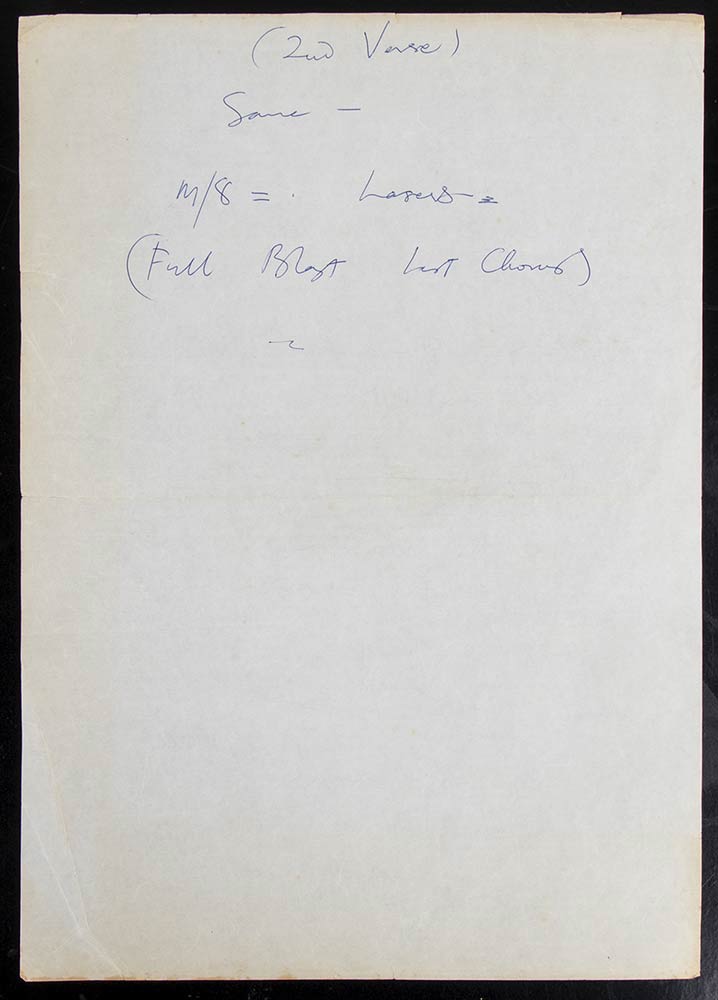 (2nd Verse)
Same –
M/8 = . Lasers =
(Full Blast Last Chorus)
~